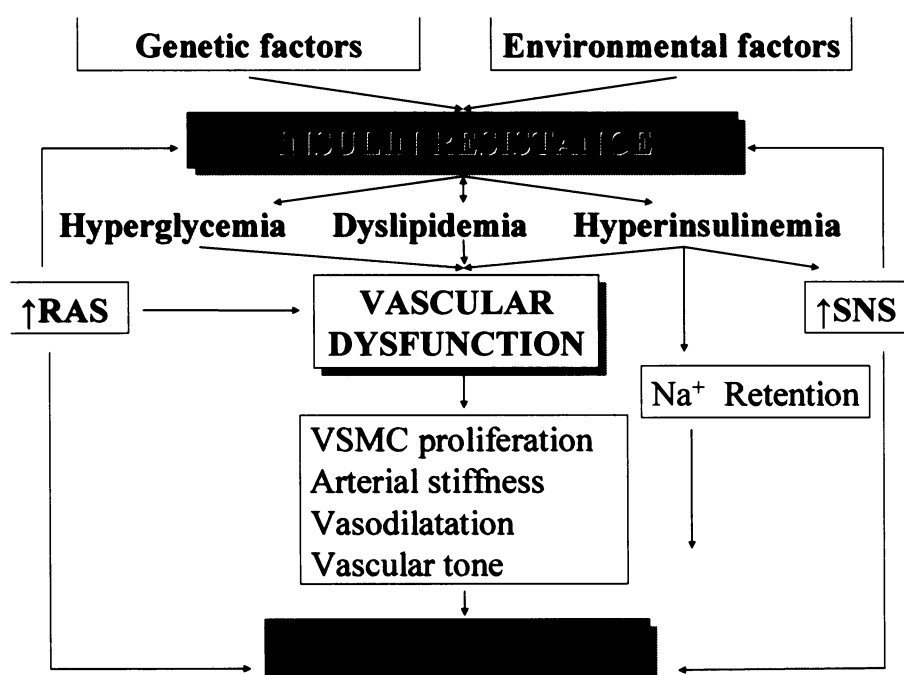 Genetic factors
Environmental factors
INSULIN RESISTANCE
Hyperglycemia
Dyslipidemia
Hyperinsulinemia
↑RAS
VASCULAR
DYSFUNCTION
↑SNS
Na⁺ Retention
VSMC proliferation
Arterial stiffness
Vasodilatation
Vascular tone